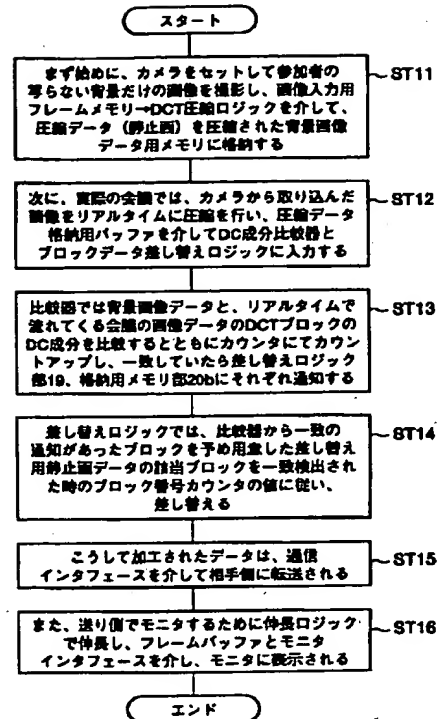 スタート
まず始めに、カメラをセットして参加者の
写らない背景だけの画像を撮影し、画像入力用
フレームメモリ→DCT圧縮ロジックを介して、
圧縮データ（静止画）を圧縮された背景画像
データ用メモリに格納する
ST11
次に、実際の会議では、カメラから取り込んだ
画像をリアルタイムに圧縮を行い、圧縮データ
格納用バッファを介してDC成分比較器と
ブロックデータ差し替えロジックに入力する
ST12
比較器では背景画像データと、リアルタイムで
流れてくる会議の画像データのDCTブロックの
DC成分を比較するとともにカウンタにてカウン
トアップし、一致していたら差し替えロジック
部19、格納用メモリ部20bにそれぞれ通知する
ST13
差し替えロジックでは、比較器から一致の
通知があったブロックを予め用意した差し替え
用静止画データの該当ブロックを一致検出され
た時のブロック番号カウンタの値に従い、
差し替える
ST14
こうして加工されたデータは、通信
インタフェースを介して相手側に転送される
ST15
また、送り側でモニタするために伸長ロジック
で伸長し、フレームバッファとモニタ
インタフェースを介し、モニタに表示される
ST16
エンド